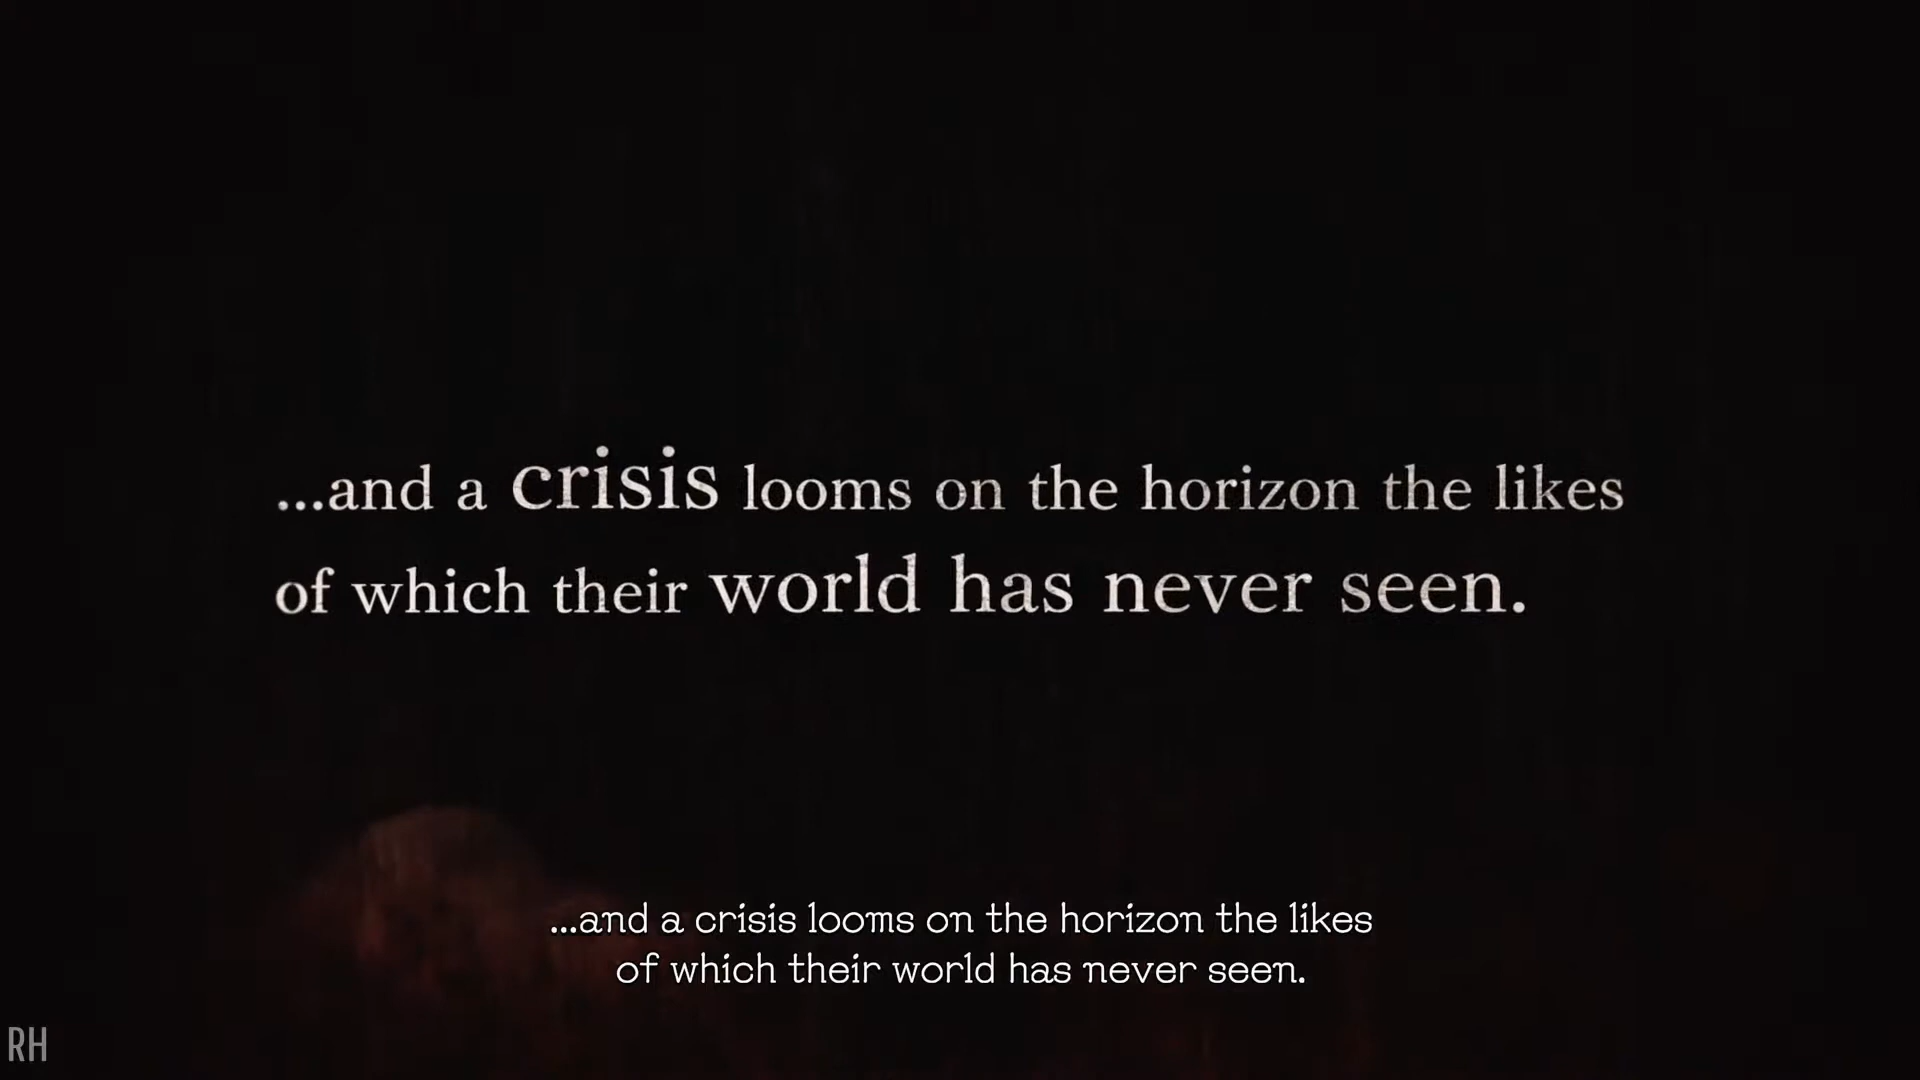 ...and a crisis looms on the horizon the likes
of which their world has never seen.
...and a crisis looms on the horizon the likes
of which their world has never seen.
RH